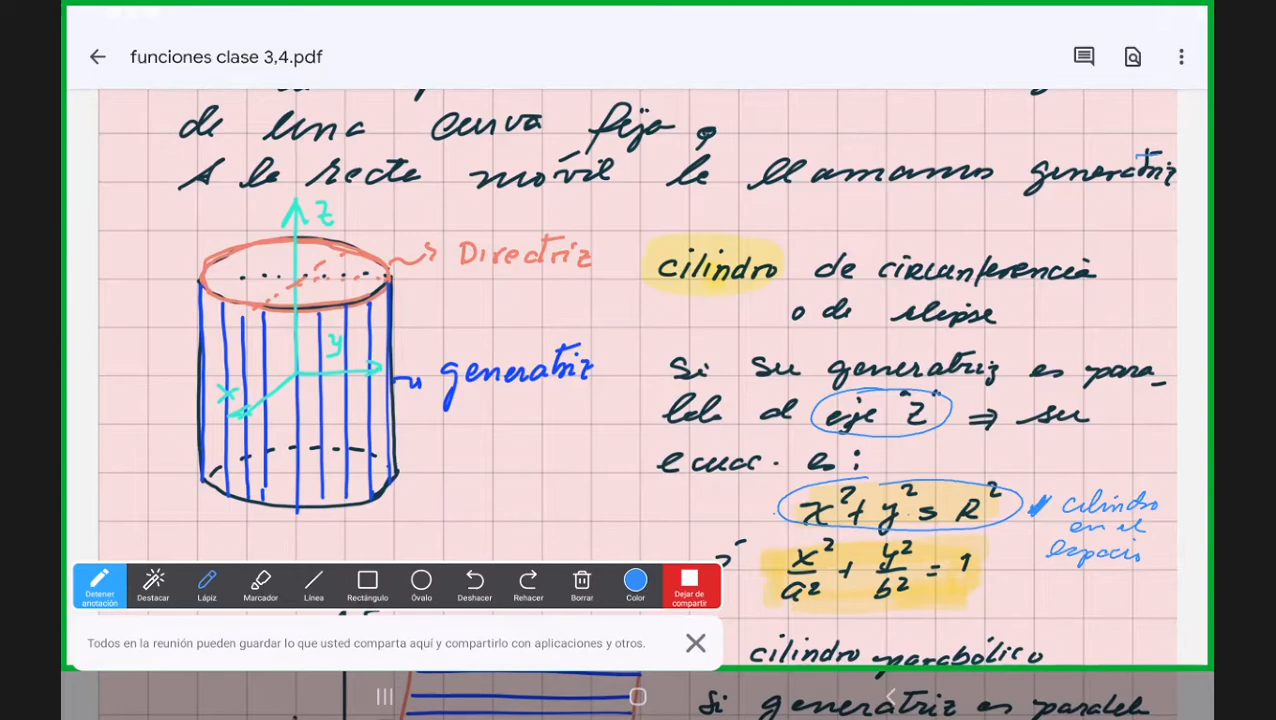 funciones clase 3,4.pdf
de una curva fija,
A la recta móvil le llamamos generatriz
Z
Directriz
cilindro de circunferencia
o de elipse
y
generatriz
x
Si su generatriz es para_
lela al eje "Z" ⇒ su
ecuac. es:
x² + y² = R²
cilindro
en el
espacio
x²/a² + y²/b² = 1
Detener anotación
Destacar
Lápiz
Marcador
Línea
Rectángulo
Óvalo
Deshacer
Rehacer
Borrar
Color
Dejar de compartir
Todos en la reunión pueden guardar lo que usted comparta aquí y compartirlo con aplicaciones y otros.
cilindro parabólico
Si generatriz es paralel